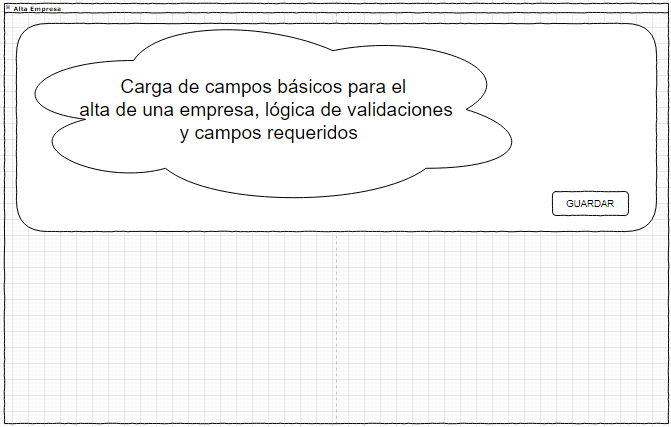 Alta Empresa
Carga de campos básicos para el
alta de una empresa, lógica de validaciones
y campos requeridos
GUARDAR